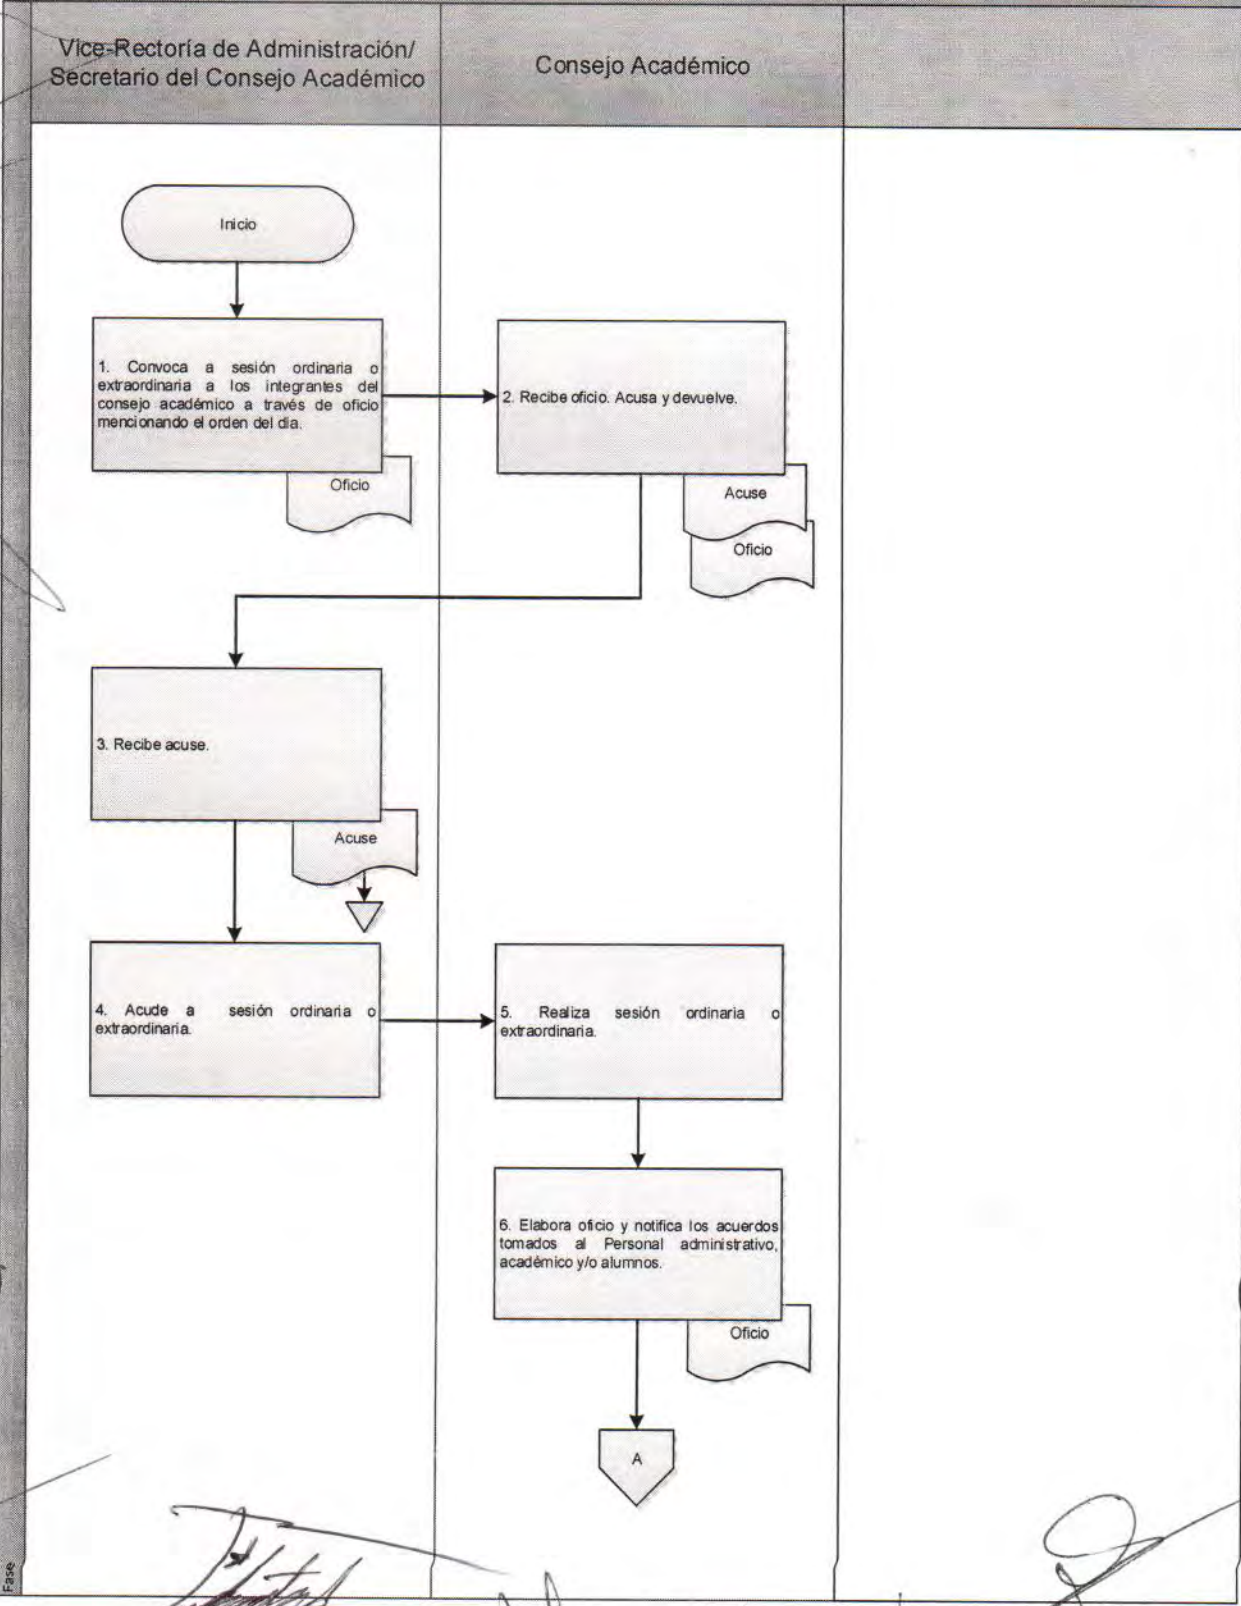 Vice-Rectoría de Administración/
Secretario del Consejo Académico
Consejo Académico
Inicio
1. Convoca a sesión ordinaria o
extraordinaria a los integrantes del
consejo académico a través de oficio
mencionando el orden del dia.
Oficio
2. Recibe oficio. Acusa y devuelve.
Acuse
Oficio
3. Recibe acuse.
Acuse
4. Acude a sesión ordinaria o
extraordinaria.
5. Realiza sesión ordinaria o
extraordinaria.
6. Elabora oficio y notifica los acuerdos
tomados al Personal administrativo,
académico y/o alumnos.
Oficio
A
Fase